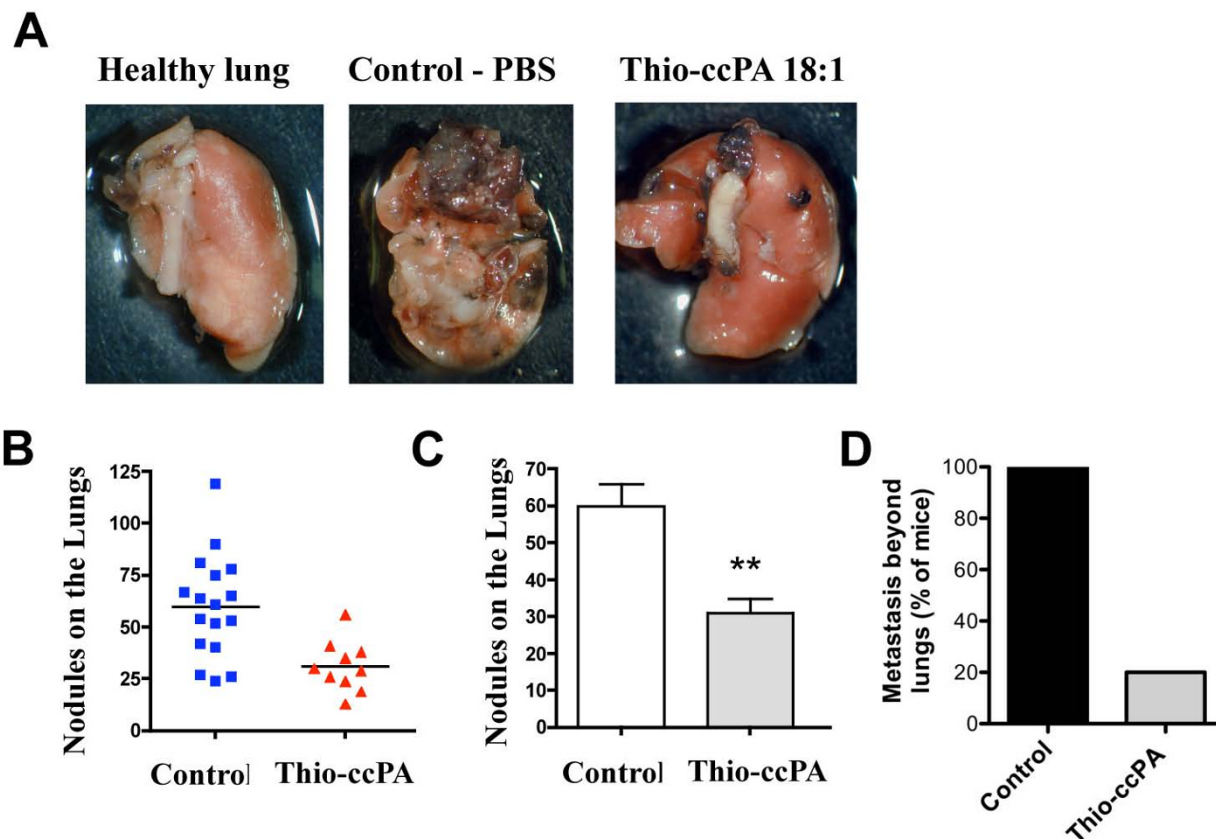 A
Healthy lung
Control - PBS
Thio-ccPA 18:1
B
Nodules on the Lungs
125
100
75
50
25
0
Control
Thio-ccPA
C
Nodules on the Lungs
70
60
50
40
30
20
10
0
**
Control
Thio-ccPA
D
Metastasis beyond
lungs (% of mice)
100
80
60
40
20
0
Control
Thio-ccPA